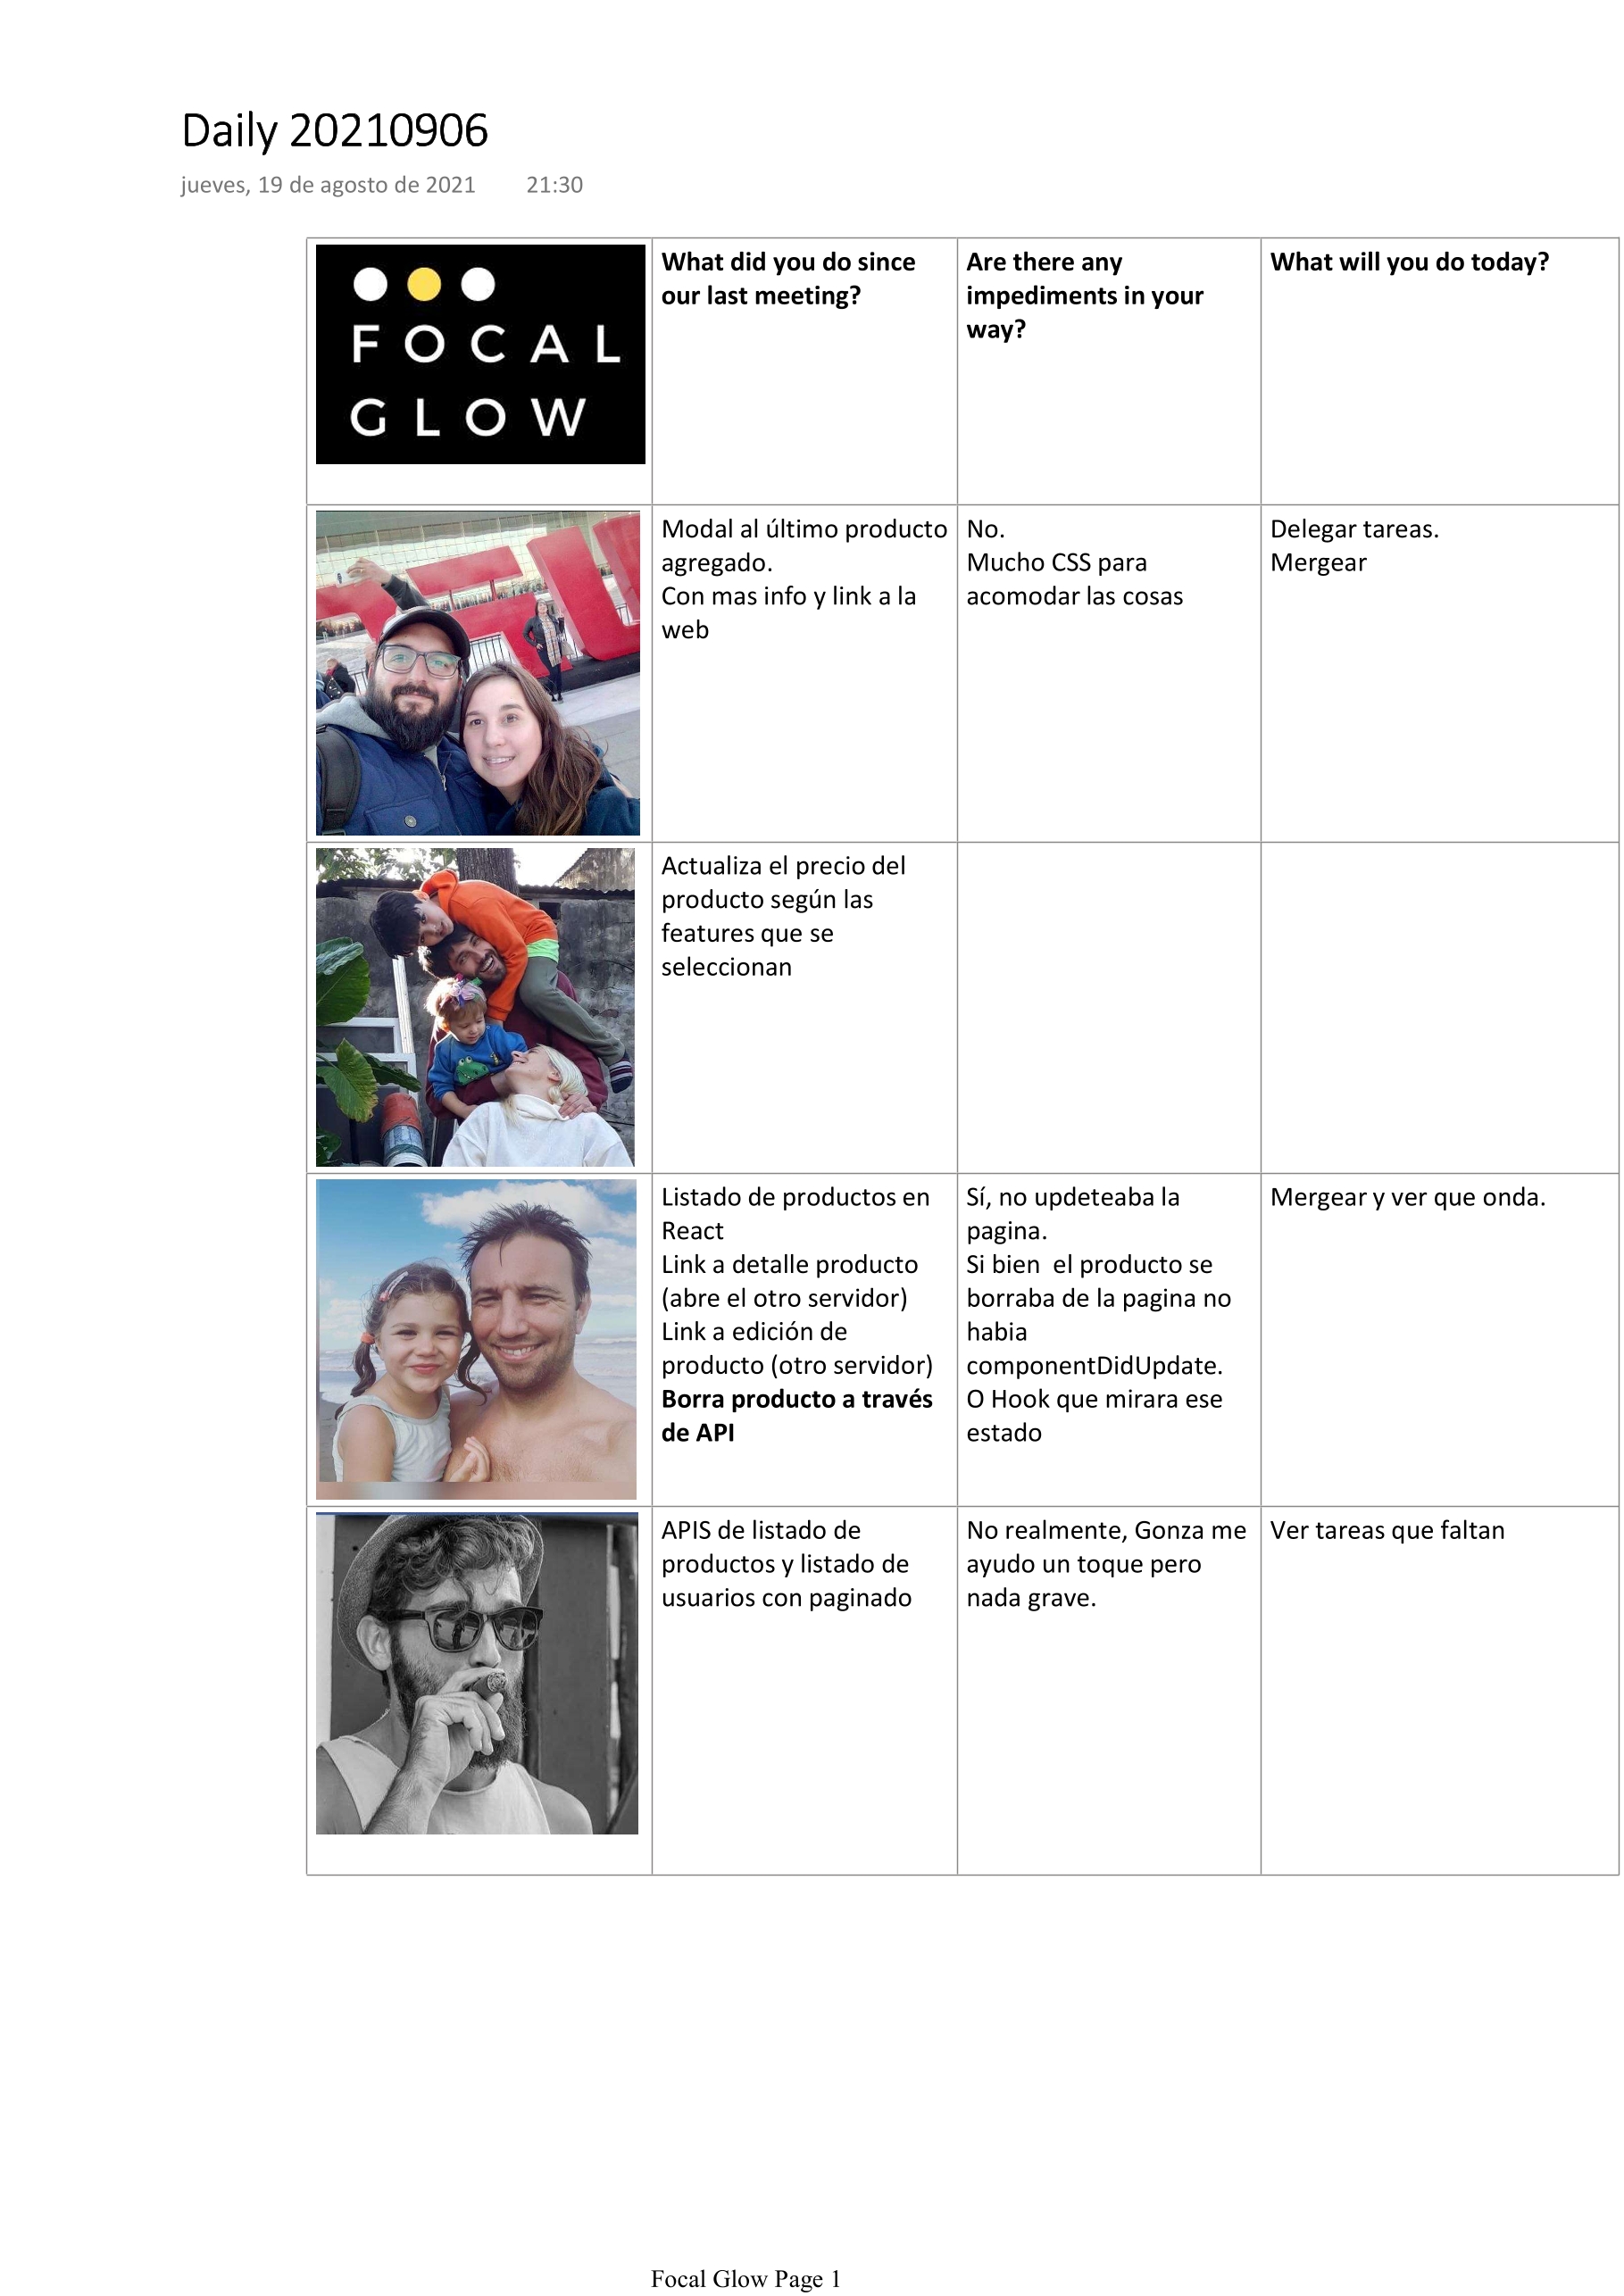 Daily 20210906
jueves, 19 de agosto de 2021 21:30
FOCAL
GLOW
What did you do since
our last meeting?
Are there any
impediments in your
way?
What will you do today?
Modal al último producto
agregado.
Con mas info y link a la
web
No.
Mucho CSS para
acomodar las cosas
Delegar tareas.
Mergear
Actualiza el precio del
producto según las
features que se
seleccionan
Listado de productos en
React
Link a detalle producto
(abre el otro servidor)
Link a edición de
producto (otro servidor)
Borra producto a través
de API
Sí, no updeteaba la
pagina.
Si bien  el producto se
borraba de la pagina no
habia
componentDidUpdate.
O Hook que mirara ese
estado
Mergear y ver que onda.
APIS de listado de
productos y listado de
usuarios con paginado
No realmente, Gonza me
ayudo un toque pero
nada grave.
Ver tareas que faltan
Focal Glow Page 1